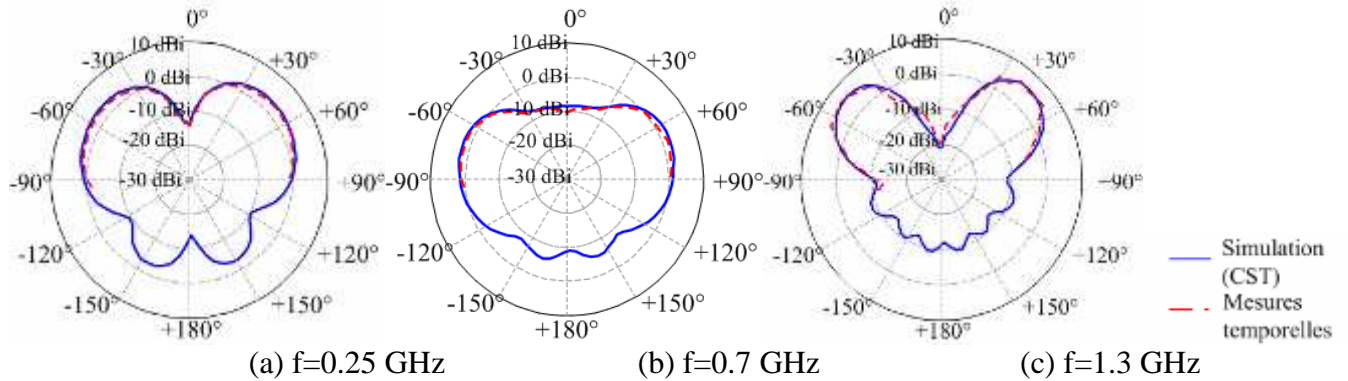 0°
10 dBi
0 dBi
-10 dBi
-20 dBi
-30 dBi
-30°
+30°
-60°
+60°
-90°
+90°
-120°
+120°
-150°
+150°
+180°
0°
10 dBi
0 dBi
-10 dBi
-20 dBi
-30 dBi
-30°
+30°
-60°
+60°
-90°
+90°
-120°
+120°
-150°
+150°
+180°
0°
10 dBi
0 dBi
-10 dBi
-20 dBi
-30 dBi
-30°
+30°
-60°
+60°
-90°
+90°
-120°
+120°
-150°
+150°
+180°
Simulation
(CST)
Mesures
temporelles
(a) f=0.25 GHz
(b) f=0.7 GHz
(c) f=1.3 GHz